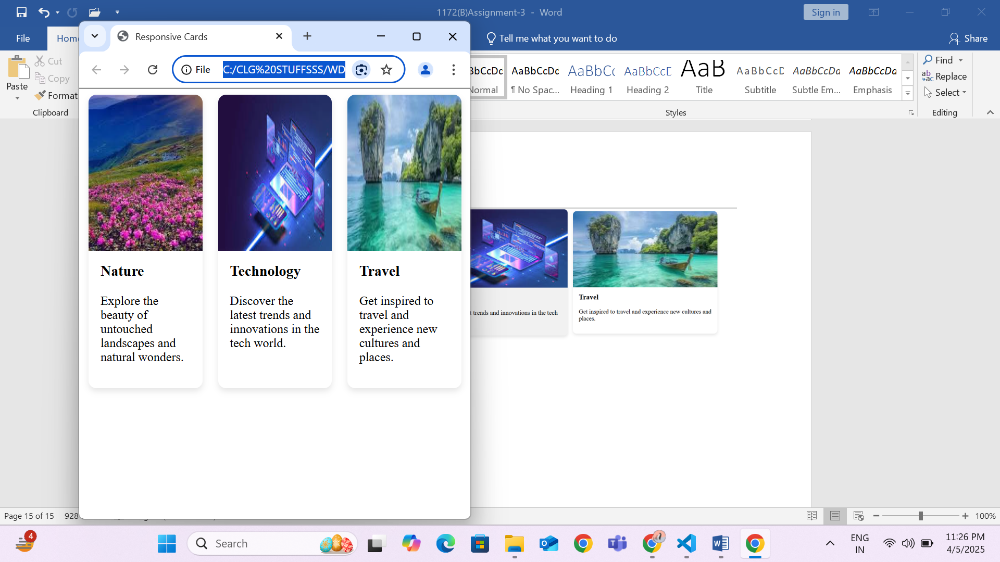 1172(B)Assignment-3 - Word
Sign in
File
Home
Tell me what you want to do
Share
Responsive Cards
File C:/CLG%20STUFFSSS/WD
Paste
Cut
Copy
Format
Clipboard
AaBbCcDc AaBbCc AaBbCcD AaB AaBbCcD AaBbCcDa AaBbCcDa
Normal ¶ No Spac... Heading 1 Heading 2 Title Subtitle Subtle Em... Emphasis
Styles
Find
Replace
Select
Editing
Nature
Explore the
beauty of
untouched
landscapes and
natural wonders.
Technology
Discover the
latest trends and
innovations in the
tech world.
Travel
Get inspired to
travel and
experience new
cultures and
places.
trends and innovations in the tech
Travel
Get inspired to travel and experience new cultures and
places.
Page 15 of 15 928
100%
4
Search
ENG
IN
11:26 PM
4/5/2025